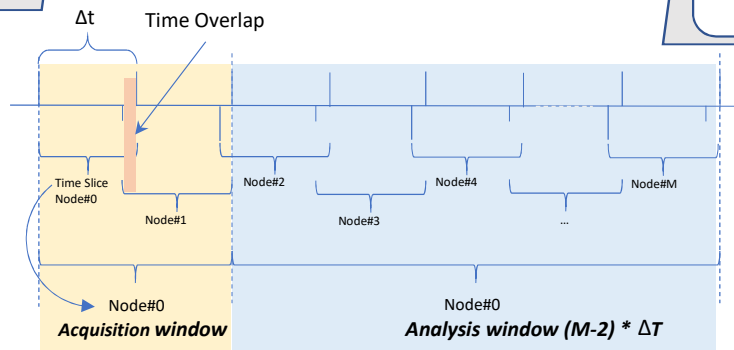 Δt
Time Overlap
Time Slice
Node#0
Node#1
Node#2
Node#3
Node#4
...
Node#M
Node#0
Node#0
Acquisition window
Analysis window (M-2) * ΔT